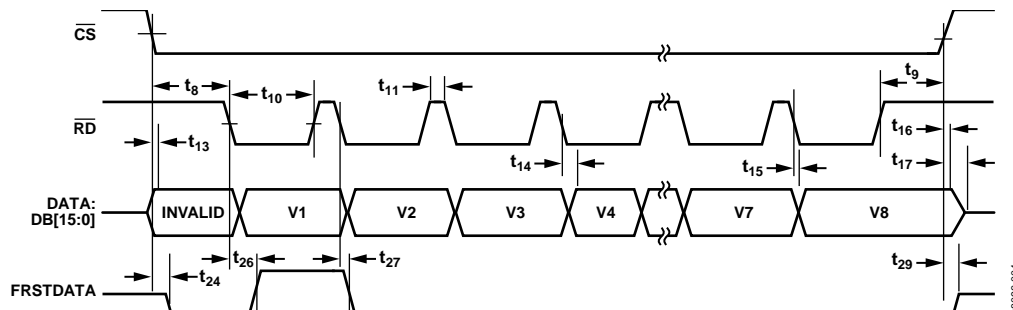 CS
t8
t10
t11
t9
RD
t13
t14
t15
t16
t17
DATA:
DB[15:0]
INVALID
V1
V2
V3
V4
V7
V8
t24
t26
t27
t29
FRSTDATA